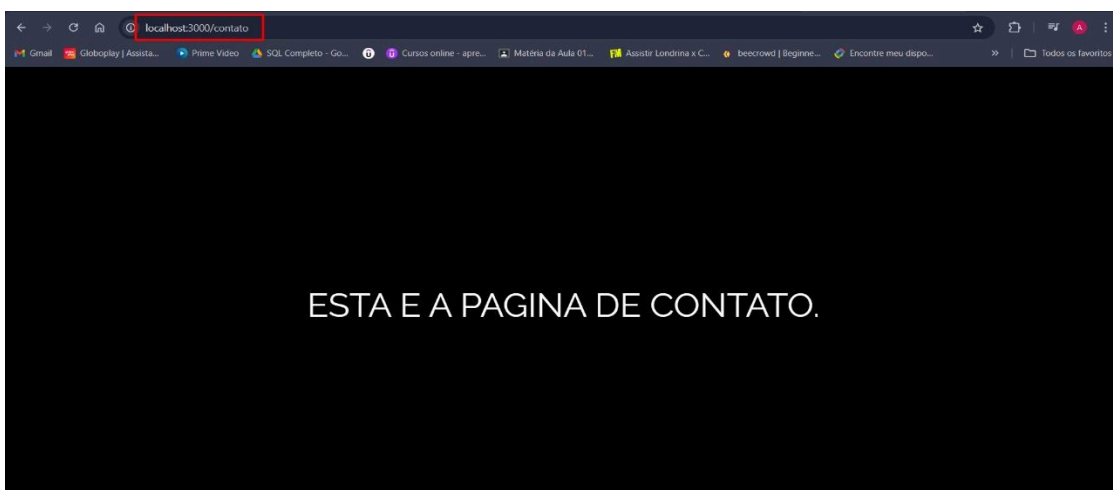 localhost:3000/contato
Gmail Globoplay | Assista... Prime Video SQL Completo - Go... Cursos online - apre... Matéria da Aula 01... Assistir Londrina x C... beecrowd | Beginne... Encontre meu dispo... » Todos os favoritos
ESTA E A PAGINA DE CONTATO.